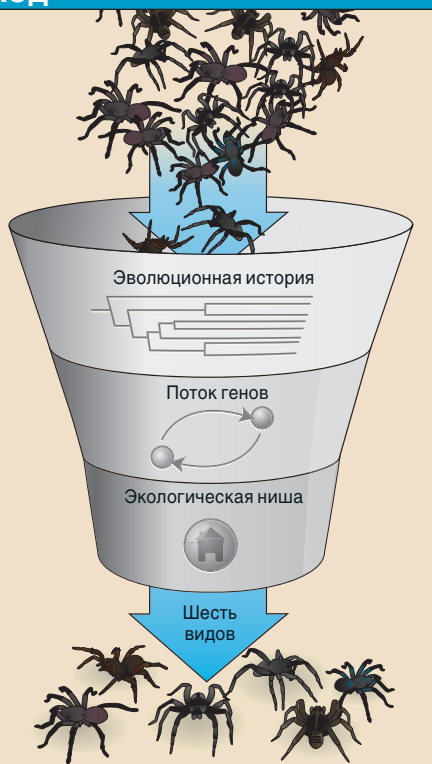 Эволюционная история
Поток генов
Экологическая ниша
Шесть
видов